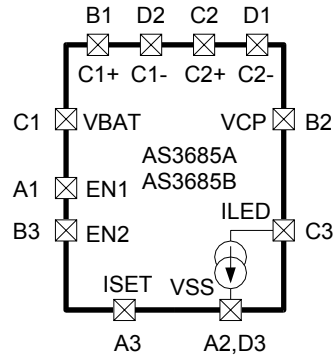 B1 D2 C2 D1
C1+ C1- C2+ C2-
C1 VBAT VCP B2
AS3685A
AS3685B
A1 EN1
ILED
B3 EN2 C3
ISET VSS
A3 A2,D3